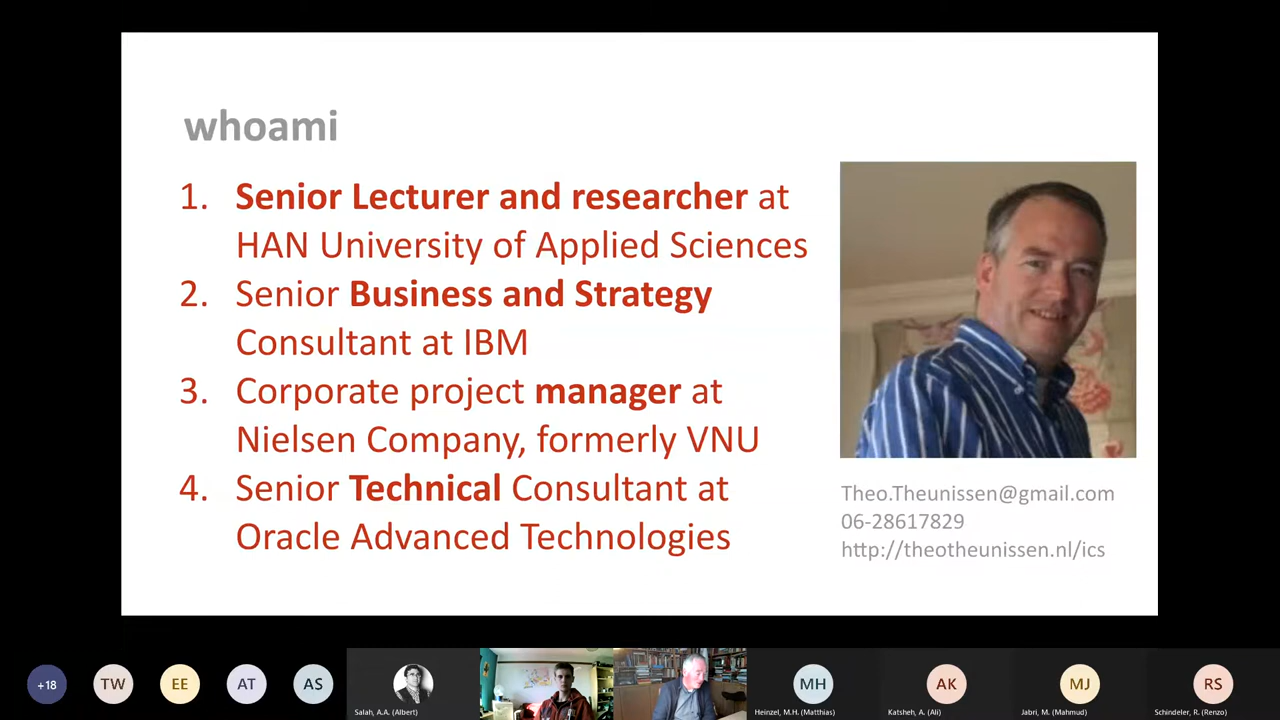 whoami
1. Senior Lecturer and researcher at
HAN University of Applied Sciences
2. Senior Business and Strategy
Consultant at IBM
3. Corporate project manager at
Nielsen Company, formerly VNU
4. Senior Technical Consultant at
Oracle Advanced Technologies
Theo.Theunissen@gmail.com
06-28617829
http://theotheunissen.nl/ics
+18
TW
EE
AT
AS
MH
AK
MJ
RS
Salah, A.A. (Albert)
Heinzel, M.H. (Matthias)
Katsheh, A. (Ali)
Jabri, M. (Mahmud)
Schindeler, R. (Renzo)